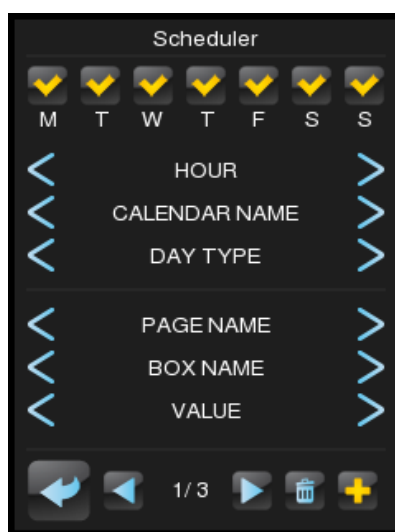 Scheduler
M T W T F S S
HOUR
CALENDAR NAME
DAY TYPE
PAGE NAME
BOX NAME
VALUE
1/ 3